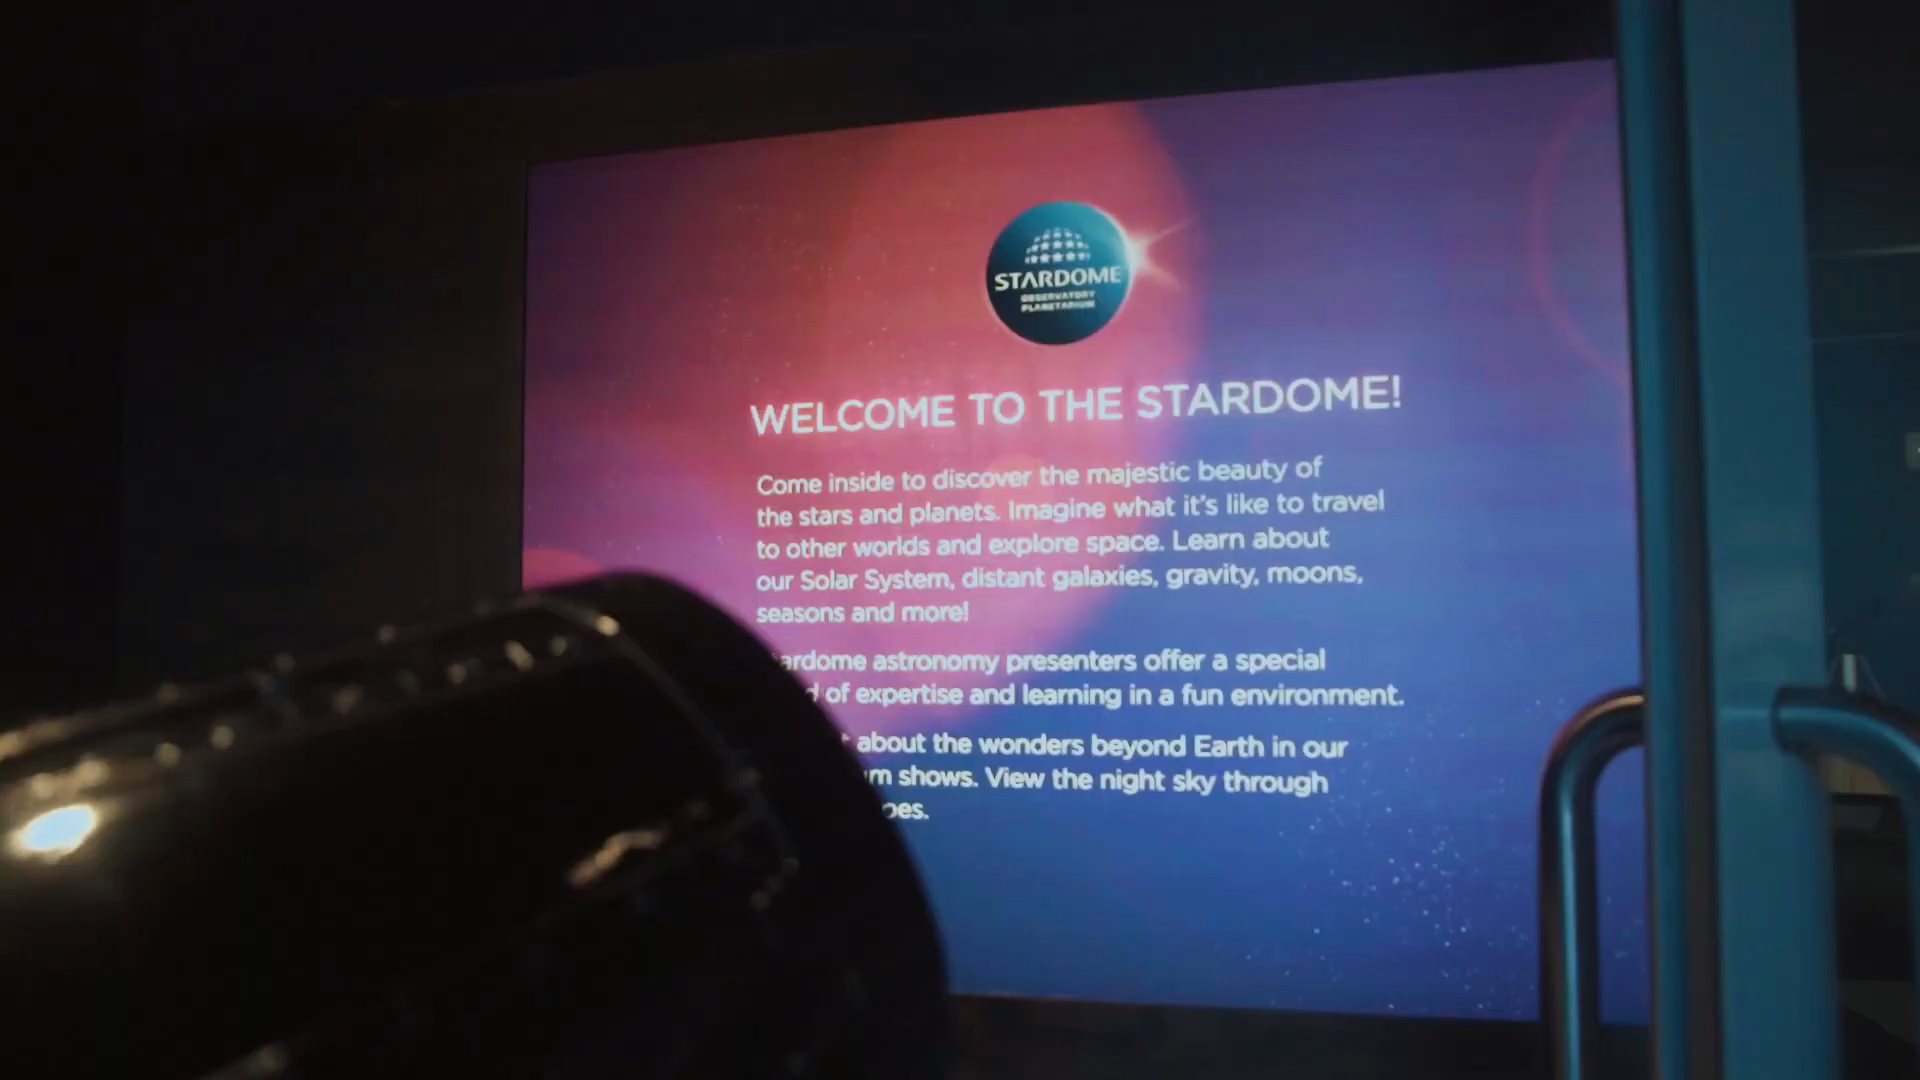 STARDOME
OBSERVATORY
PLANETARIUM
WELCOME TO THE STARDOME!
Come inside to discover the majestic beauty of
the stars and planets. Imagine what it's like to travel
to other worlds and explore space. Learn about
our Solar System, distant galaxies, gravity, moons,
seasons and more!
astronomy presenters offer a special
of expertise and learning in a fun environment.
about the wonders beyond Earth in our
shows. View the night sky through